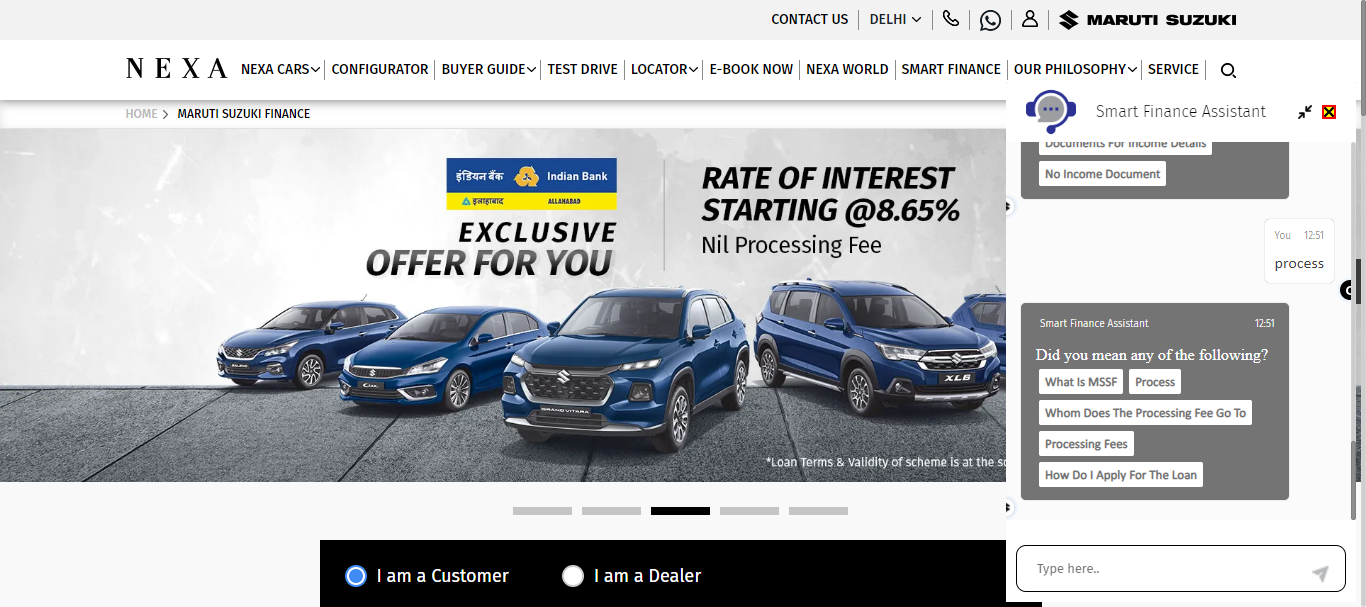 CONTACT US
DELHI
MARUTI SUZUKI
NEXA
NEXA CARS
CONFIGURATOR
BUYER GUIDE
TEST DRIVE
LOCATOR
E-BOOK NOW
NEXA WORLD
SMART FINANCE
OUR PHILOSOPHY
SERVICE
HOME
MARUTI SUZUKI FINANCE
इंडियन बैंक Indian Bank
इलाहाबाद ALLAHABAD
EXCLUSIVE
OFFER FOR YOU
RATE OF INTEREST
STARTING @8.65%
Nil Processing Fee
GRAND VITARA
XL6
*Loan Terms & Validity of scheme is at the so
I am a Customer
I am a Dealer
Smart Finance Assistant
Documents For Income Details
No Income Document
You 12:51
process
Smart Finance Assistant 12:51
Did you mean any of the following?
What Is MSSF
Process
Whom Does The Processing Fee Go To
Processing Fees
How Do I Apply For The Loan
Type here..